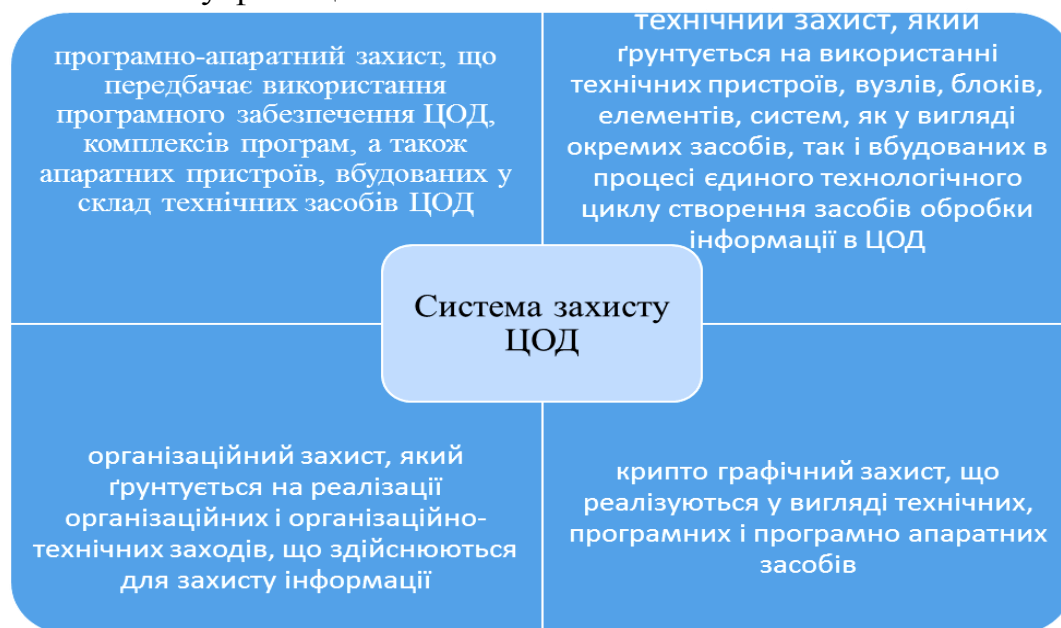 програмно-апаратний захист, що
передбачає використання
програмного забезпечення ЦОД,
комплексів програм, а також
апаратних пристроїв, вбудованих у
склад технічних засобів ЦОД
технічний захист, який
ґрунтується на використанні
технічних пристроїв, вузлів, блоків,
елементів, систем, як у вигляді
окремих засобів, так і вбудованих в
процесі єдиного технологічного
циклу створення засобів обробки
інформації в ЦОД
Система захисту
ЦОД
організаційний захист, який
ґрунтується на реалізації
організаційних і організаційно-
технічних заходів, що здійснюються
для захисту інформації
крипто графічний захист, що
реалізуються у вигляді технічних,
програмних і програмно апаратних
засобів